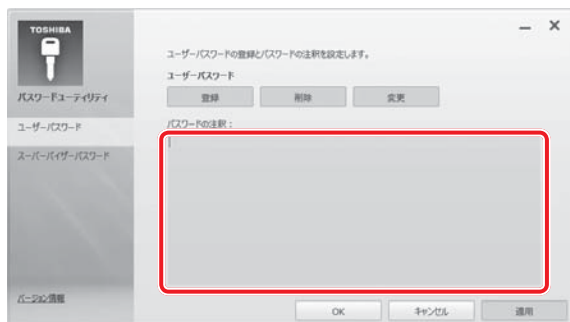 TOSHIBA
パスワードユーティリティ
ユーザーパスワード
スーパーバイザーパスワード
バージョン情報
ユーザーパスワードの登録とパスワードの注釈を設定します。
ユーザーパスワード
登録
削除
変更
パスワードの注釈：
OK
キャンセル
適用